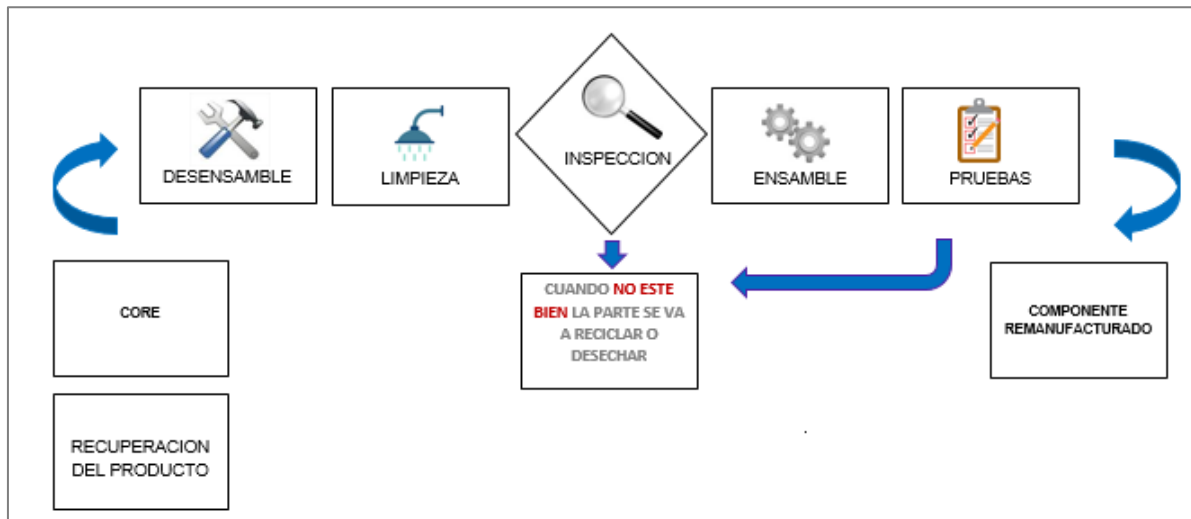 DESENSAMBLE
LIMPIEZA
INSPECCION
ENSAMBLE
PRUEBAS
CORE
RECUPERACION
DEL PRODUCTO
CUANDO NO ESTE
BIEN LA PARTE SE VA
A RECICLAR O
DESECHAR
COMPONENTE
REMANUFACTURADO